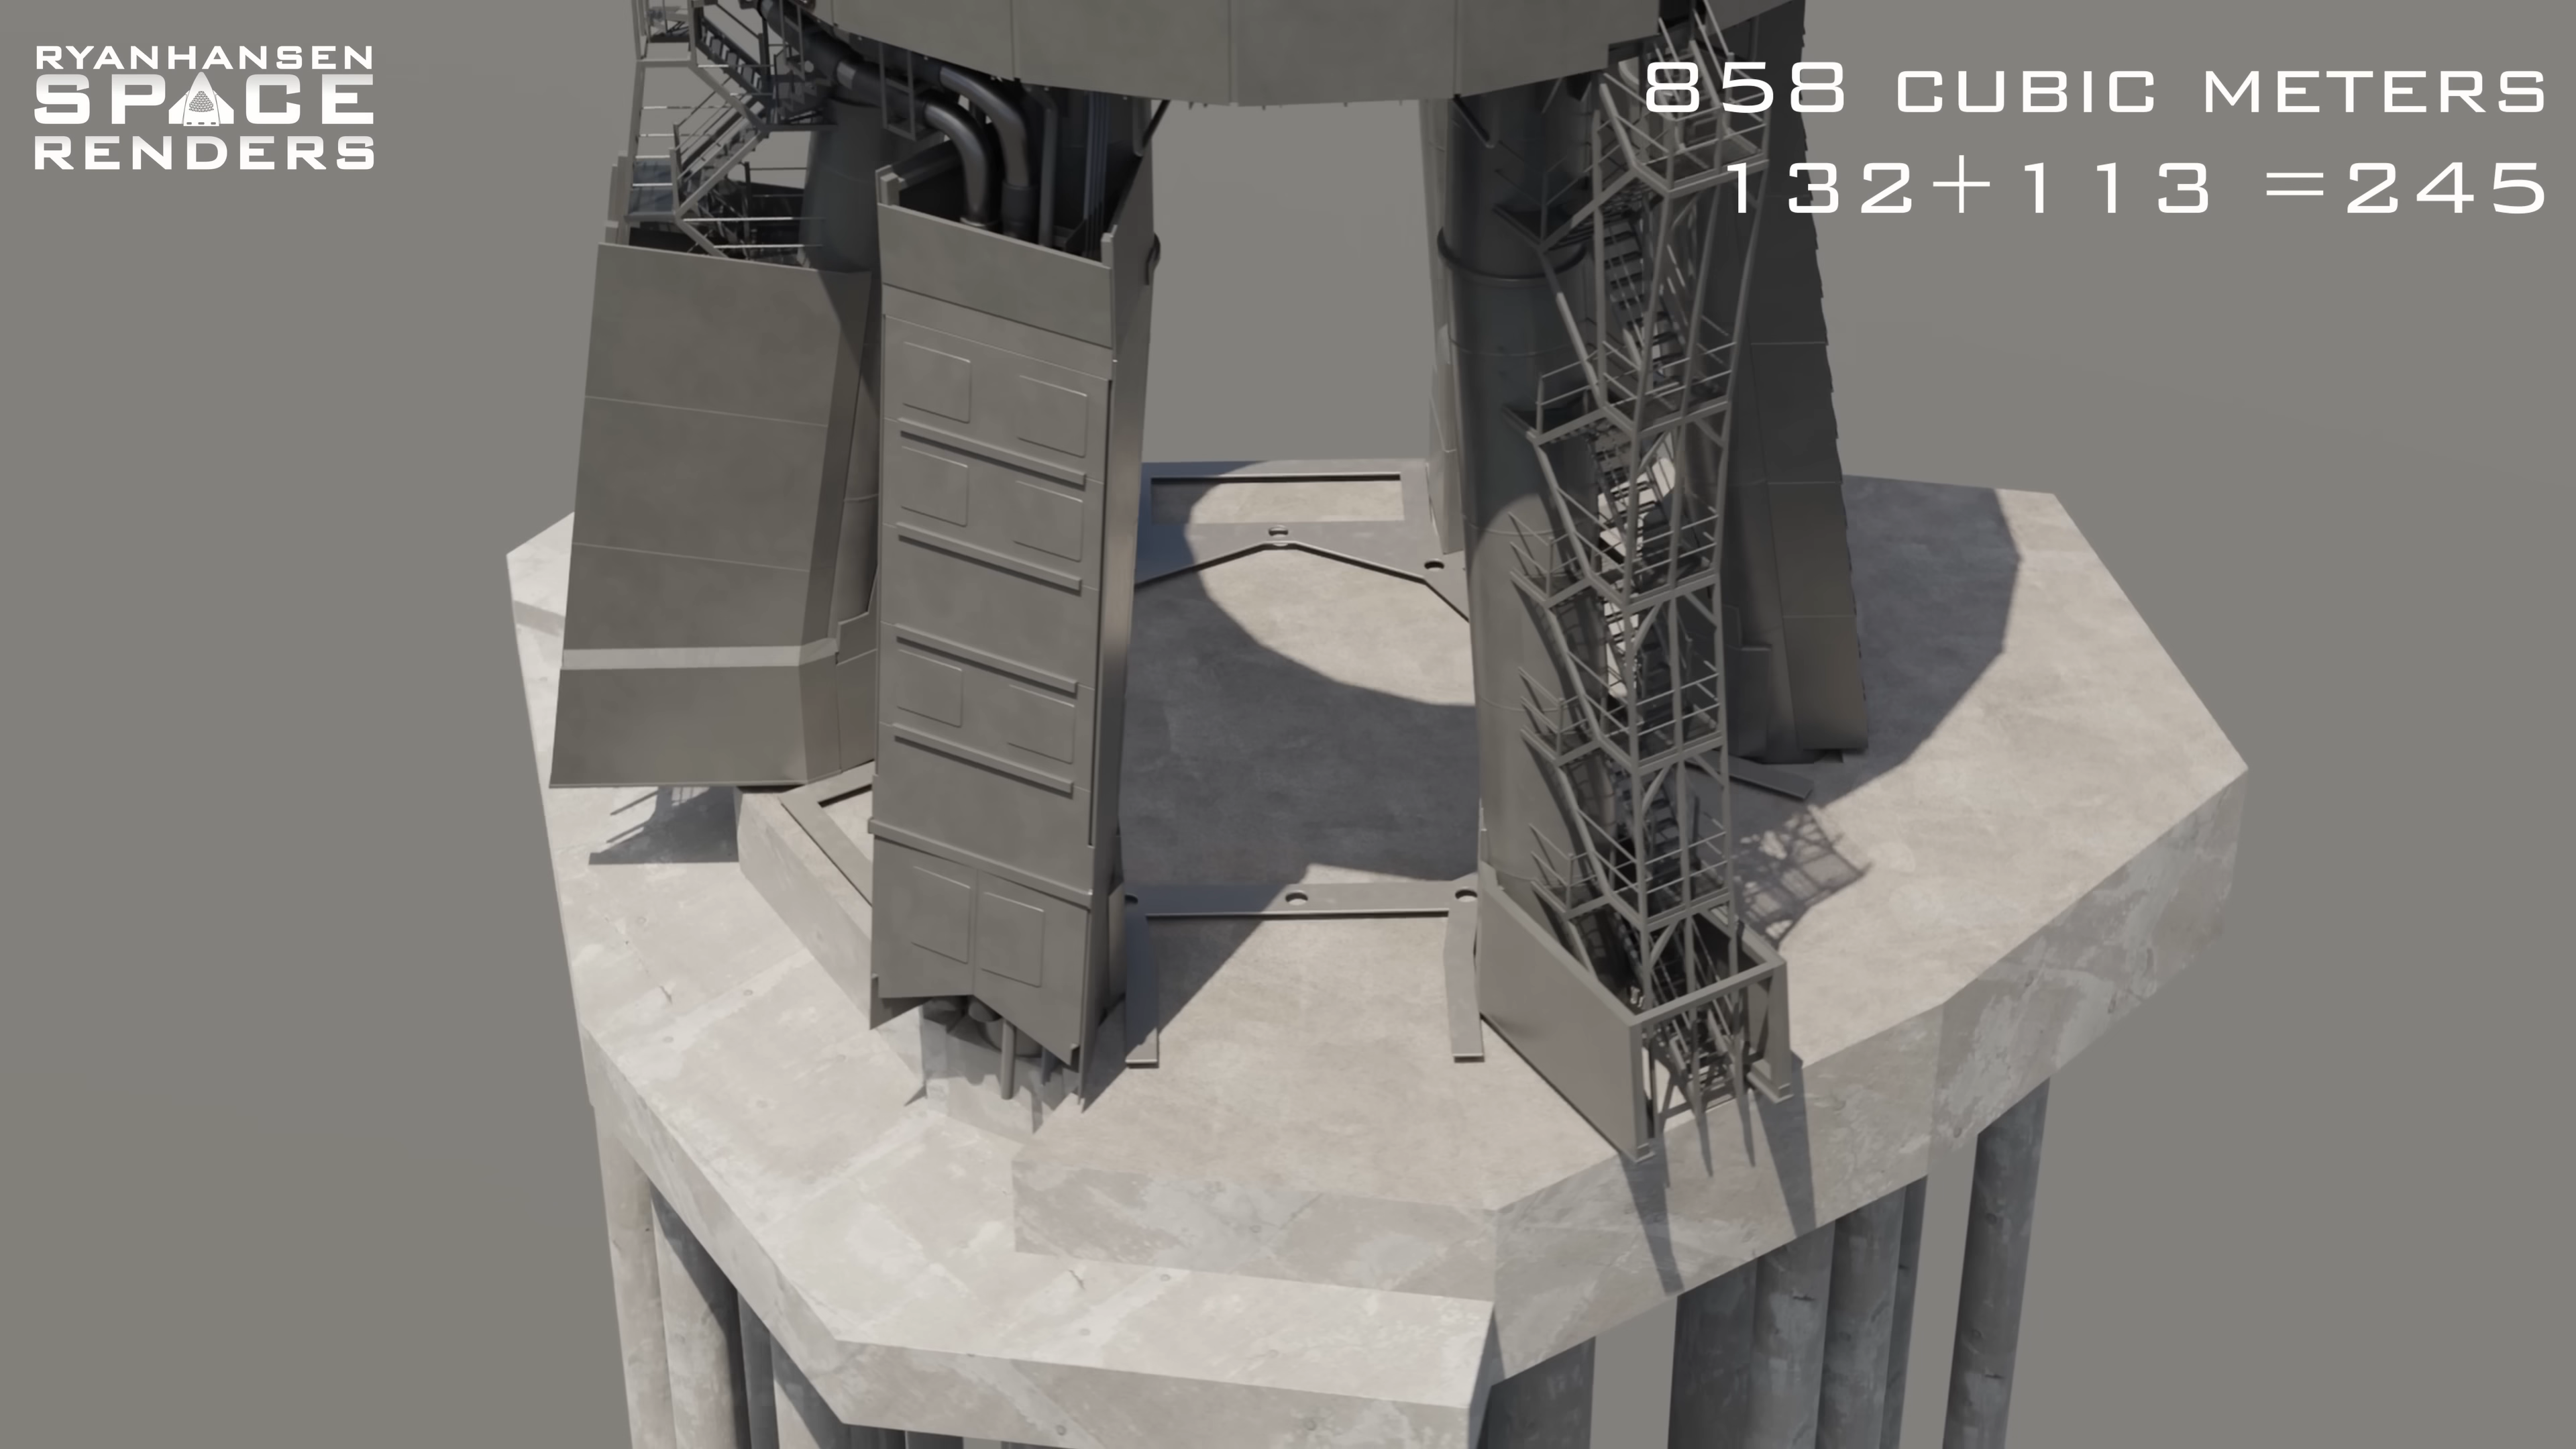 RYANHANSEN
SPACE
RENDERS
858 CUBIC METERS
132+113 =245